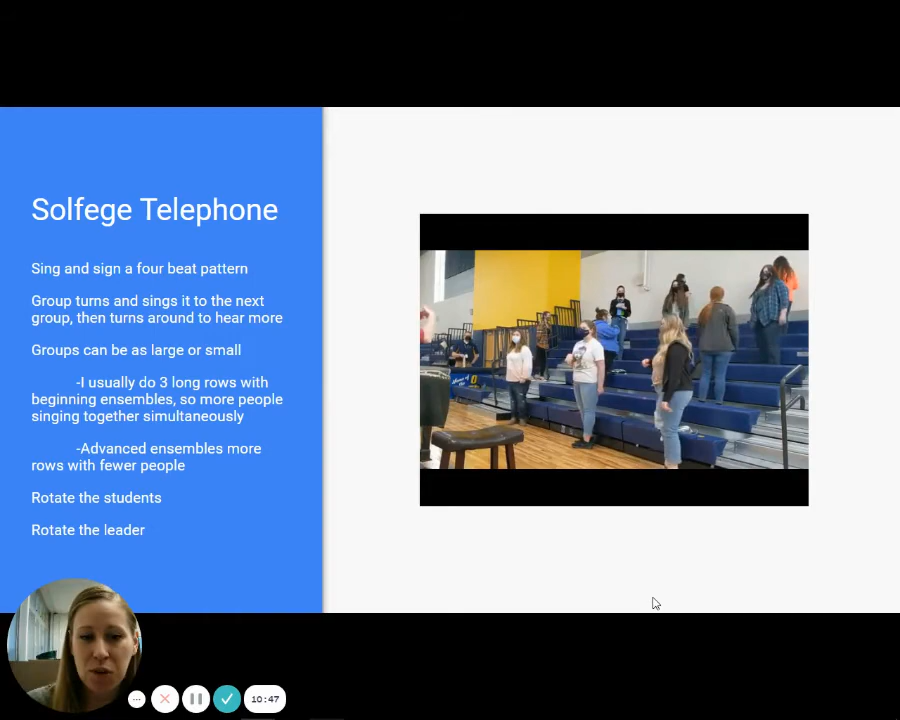 Solfege Telephone
Sing and sign a four beat pattern
Group turns and sings it to the next
group, then turns around to hear more
Groups can be as large or small
-I usually do 3 long rows with
beginning ensembles, so more people
singing together simultaneously
-Advanced ensembles more
rows with fewer people
Rotate the students
Rotate the leader
10:47